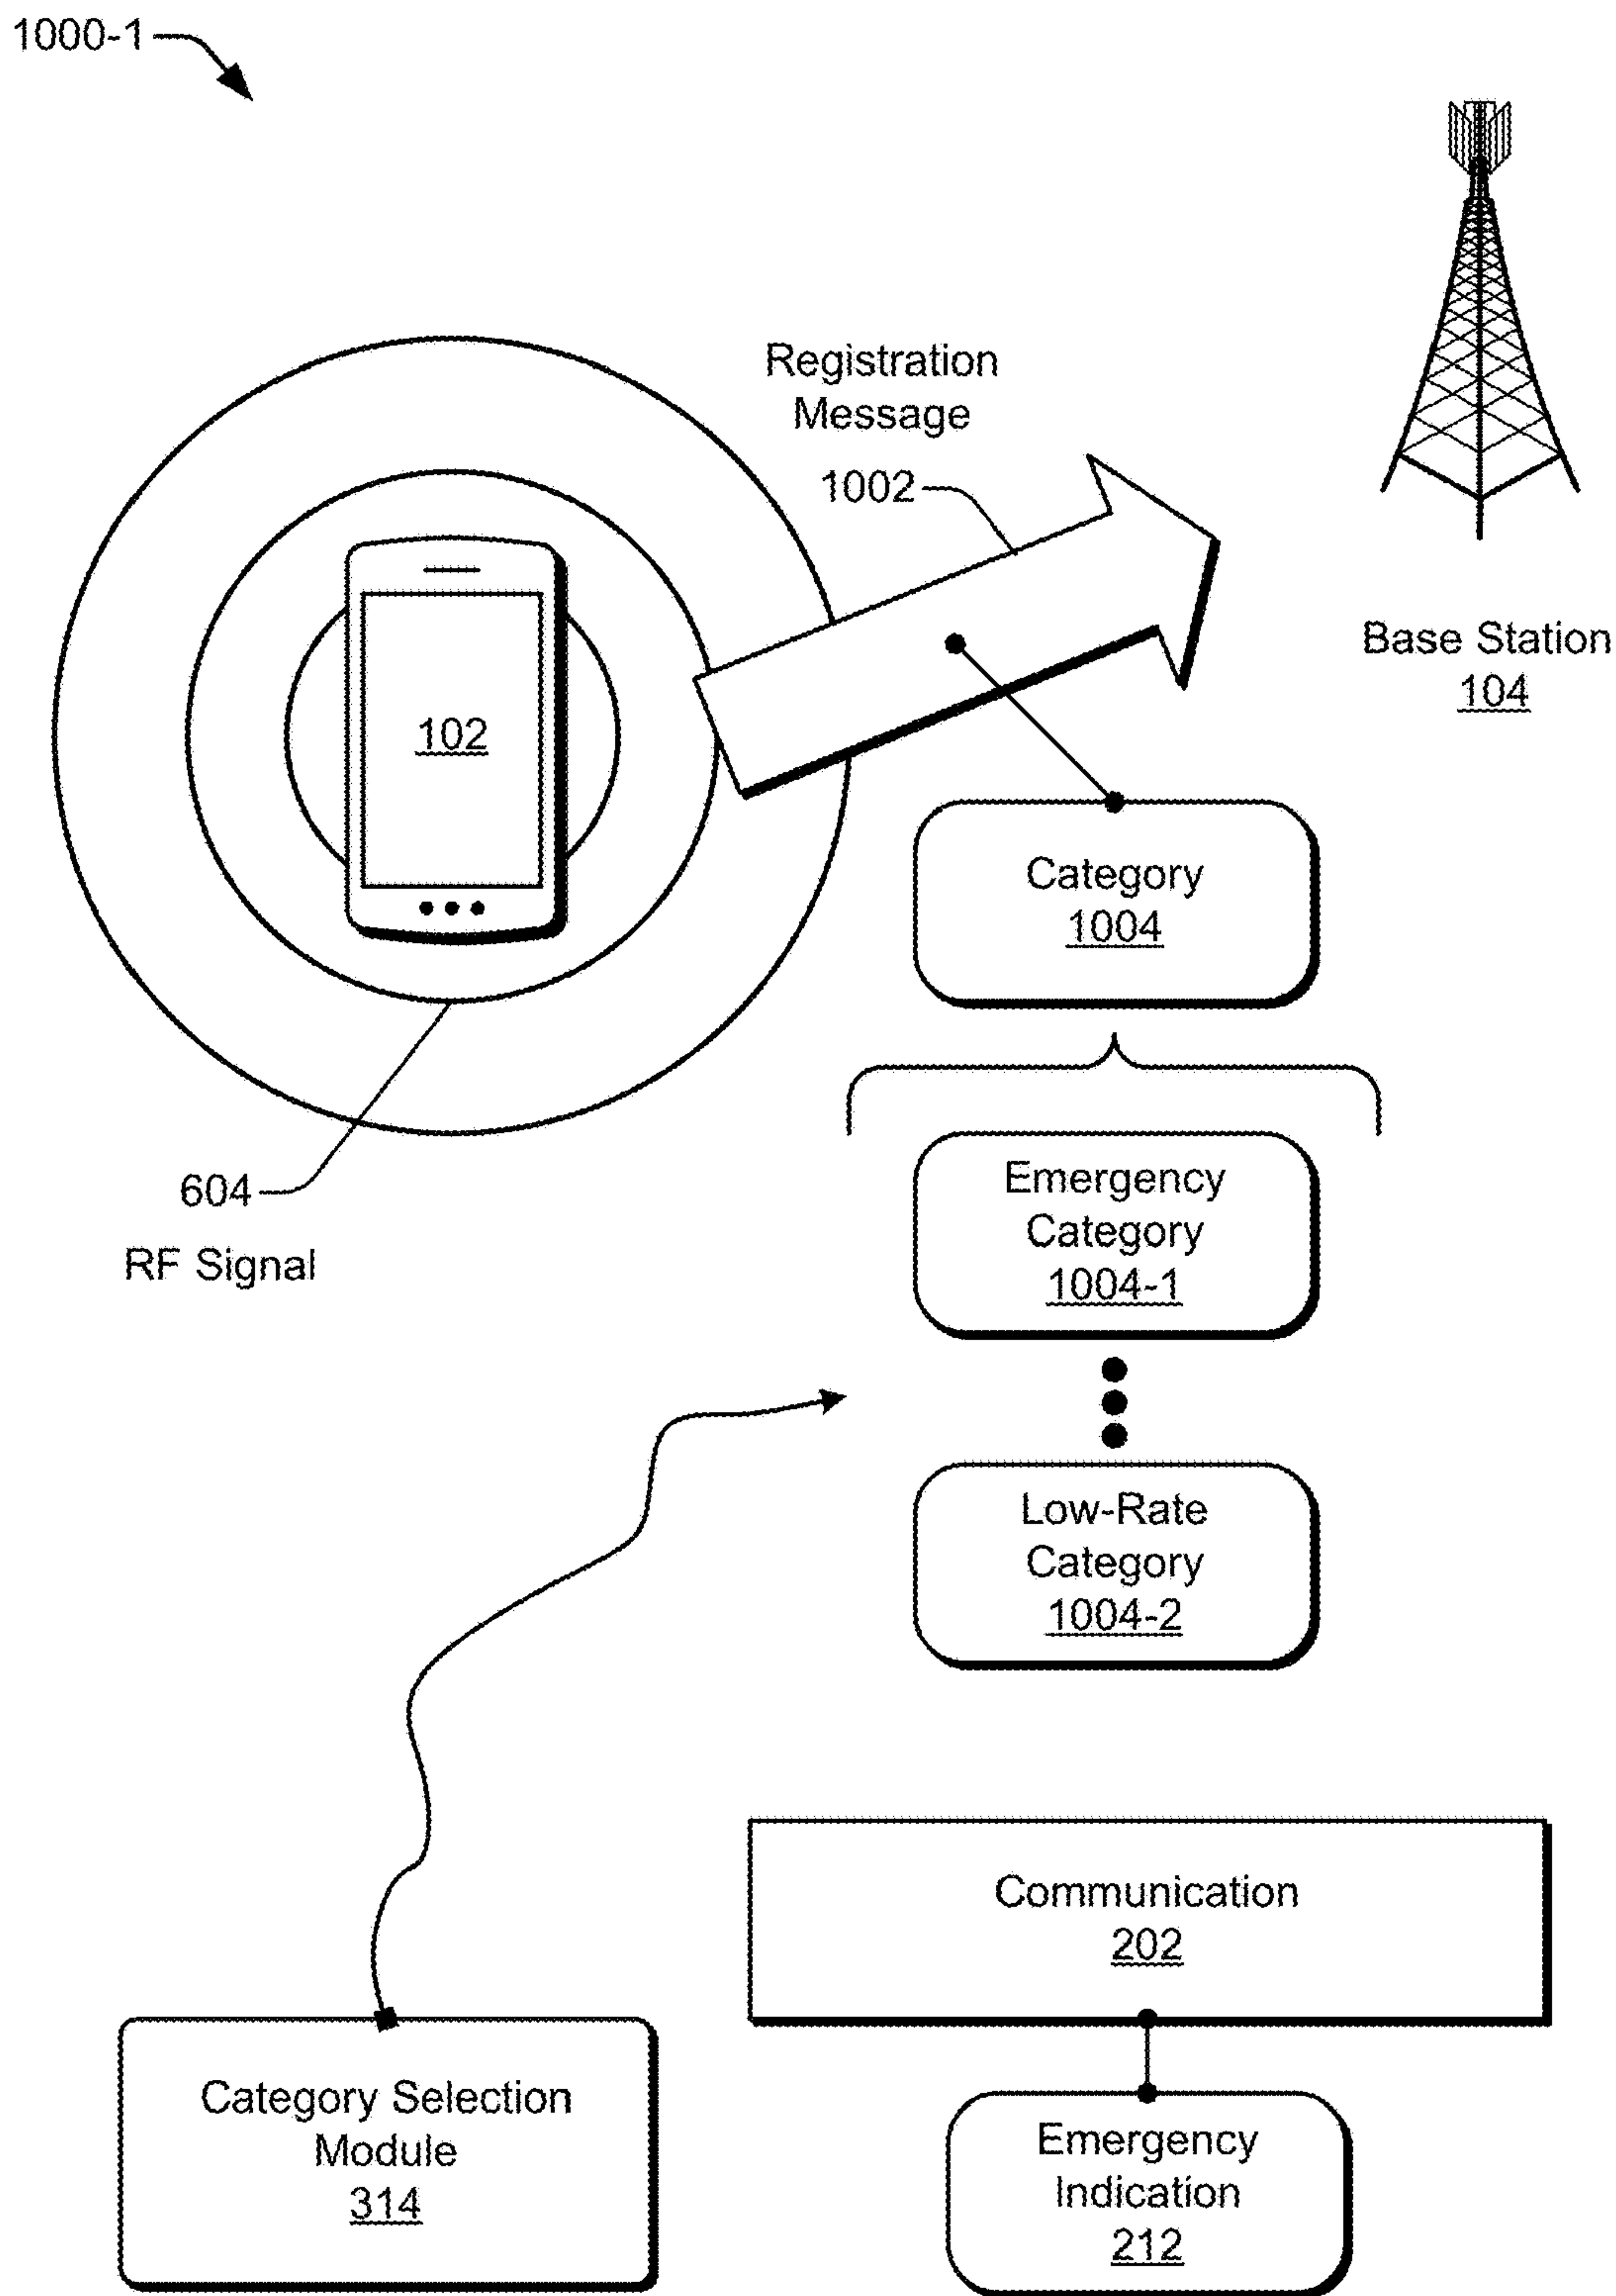 1000-1
Registration
Message
1002
Base Station
104
102
Category
1004
604
RF Signal
Emergency
Category
1004-1
Low-Rate
Category
1004-2
Communication
202
Category Selection
Module
314
Emergency
Indication
212